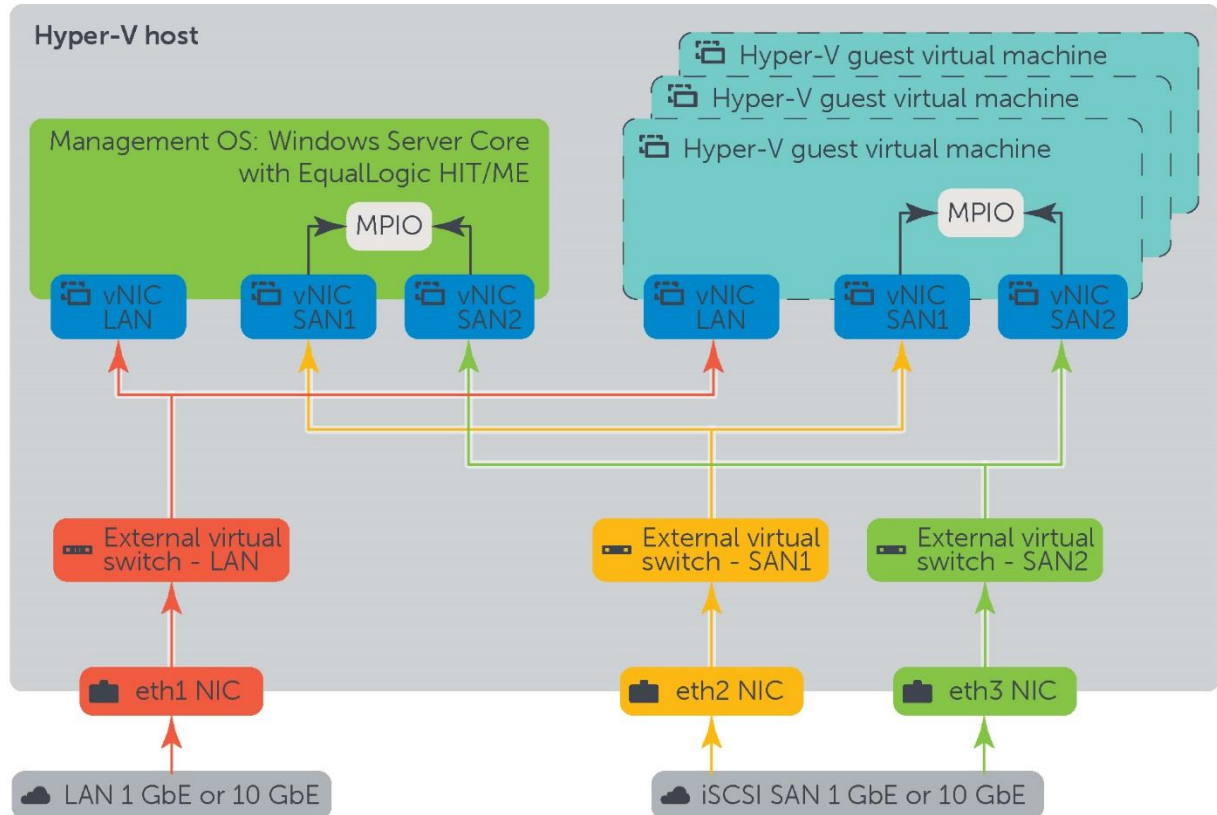 Hyper-V host
Hyper-V guest virtual machine
Hyper-V guest virtual machine
Hyper-V guest virtual machine
Management OS: Windows Server Core
with EqualLogic HIT/ME
MPIO
MPIO
vNIC
LAN
vNIC
SAN1
vNIC
SAN2
vNIC
LAN
vNIC
SAN1
vNIC
SAN2
External virtual
switch - LAN
External virtual
switch - SAN1
External virtual
switch - SAN2
eth1 NIC
eth2 NIC
eth3 NIC
LAN 1 GbE or 10 GbE
iSCSI SAN 1 GbE or 10 GbE